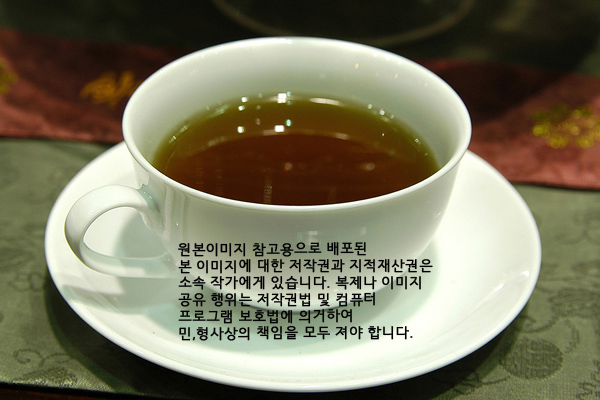 원본이미지 참고용으로 배포된
본 이미지에 대한 저작권과 지적재산권은
소속 작가에게 있습니다. 복제나 이미지
공유 행위는 저작권법 및 컴퓨터
프로그램 보호법에 의거하여
민,형사상의 책임을 모두 져야 합니다.